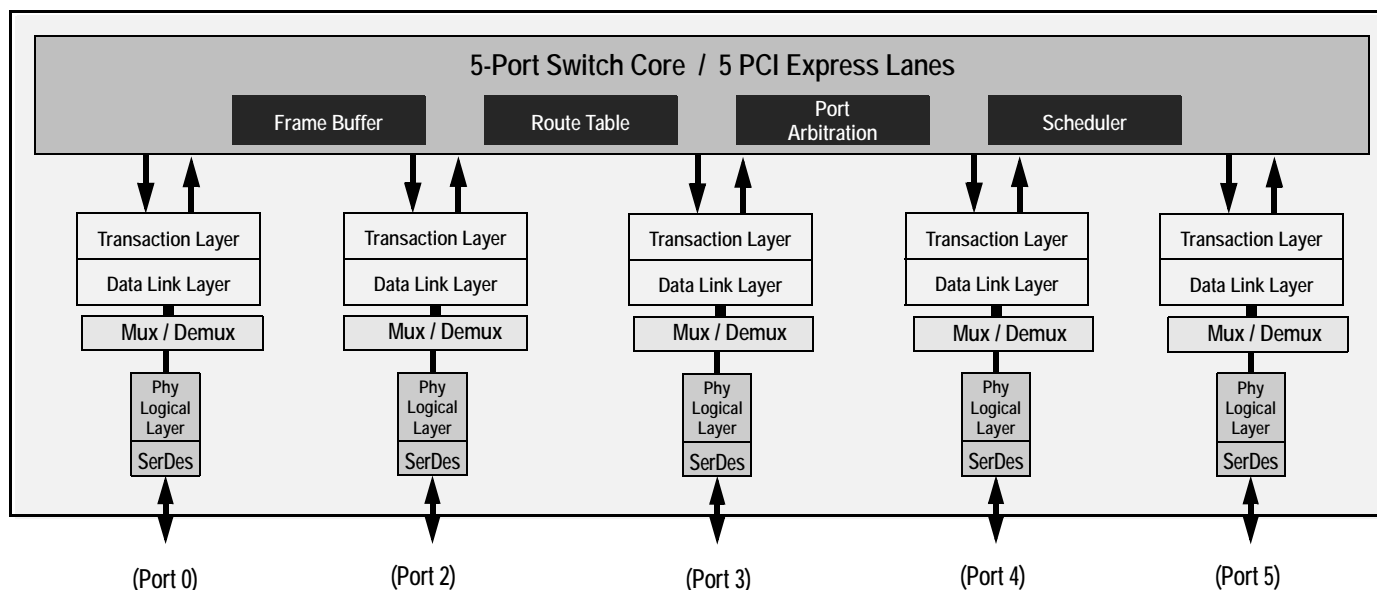 5-Port Switch Core / 5 PCI Express Lanes
Frame Buffer
Route Table
Port
Arbitration
Scheduler
Transaction Layer
Transaction Layer
Transaction Layer
Transaction Layer
Transaction Layer
Data Link Layer
Data Link Layer
Data Link Layer
Data Link Layer
Data Link Layer
Mux / Demux
Mux / Demux
Mux / Demux
Mux / Demux
Mux / Demux
Phy
Logical
Layer
Phy
Logical
Layer
Phy
Logical
Layer
Phy
Logical
Layer
Phy
Logical
Layer
SerDes
SerDes
SerDes
SerDes
SerDes
(Port 0)
(Port 2)
(Port 3)
(Port 4)
(Port 5)